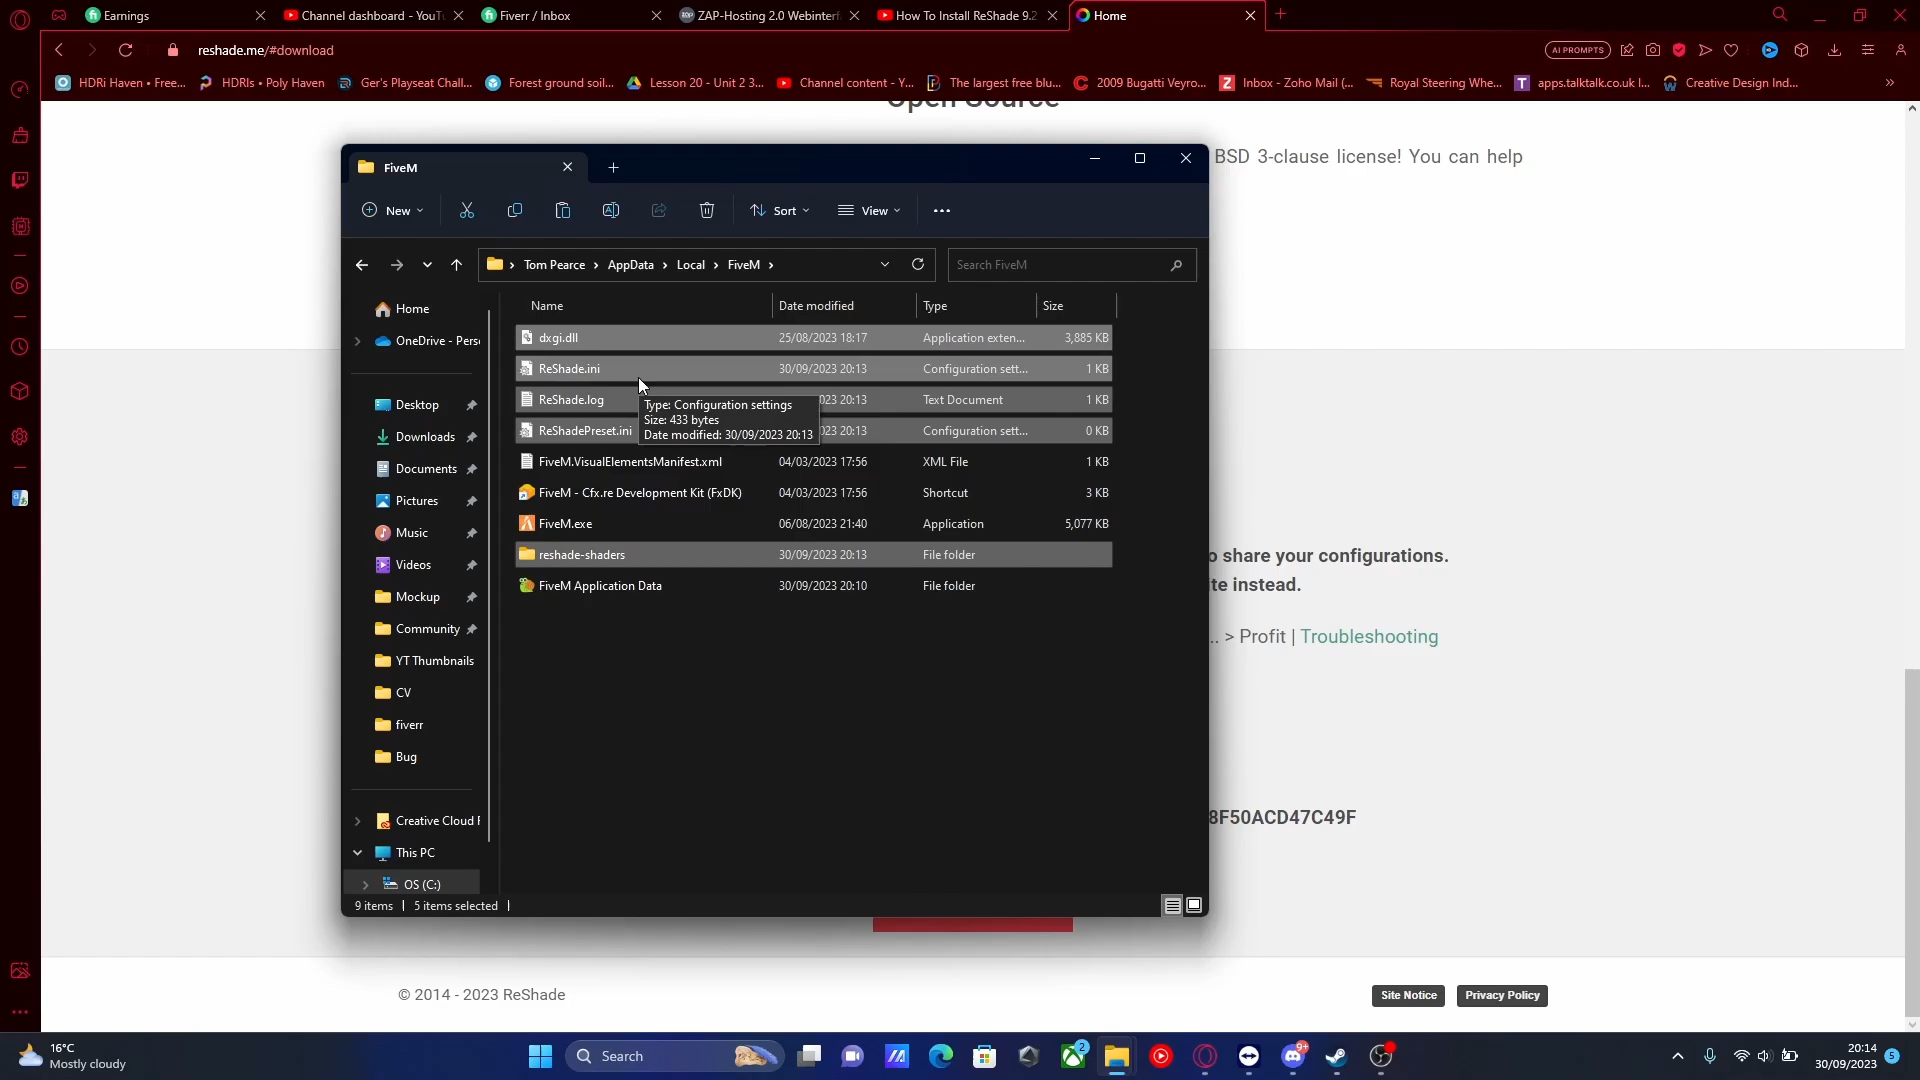 Earnings
Channel dashboard - YouTu
Fiverr / Inbox
ZAP-Hosting 2.0 Webinterfa
How To Install ReShade 9.2
Home
reshade.me/#download
AI PROMPTS
HDRi Haven • Free...
HDRIs • Poly Haven
Ger's Playseat Chall...
Forest ground soil...
Lesson 20 - Unit 2 3...
Channel content - Y...
The largest free blu...
2009 Bugatti Veyro...
Inbox - Zoho Mail (...
Royal Steering Whe...
apps.talktalk.co.uk l...
Creative Design Ind...
Open Source
BSD 3-clause license! You can help
FiveM
New
Sort
View
Tom Pearce > AppData > Local > FiveM >
Search FiveM
Name
Date modified
Type
Size
dxgi.dll 25/08/2023 18:17 Application exten... 3,885 KB
ReShade.ini 30/09/2023 20:13 Configuration sett... 1 KB
ReShade.log 2023 20:13 Text Document 1 KB
ReShadePreset.ini 2023 20:13 Configuration sett... 0 KB
Type: Configuration settings
Size: 433 bytes
Date modified: 30/09/2023 20:13
FiveM.VisualElementsManifest.xml 04/03/2023 17:56 XML File 1 KB
FiveM - Cfx.re Development Kit (FxDK) 04/03/2023 17:56 Shortcut 3 KB
FiveM.exe 06/08/2023 21:40 Application 5,077 KB
reshade-shaders 30/09/2023 20:13 File folder
FiveM Application Data 30/09/2023 20:10 File folder
Home
OneDrive - Pers
Desktop
Downloads
Documents
Pictures
Music
Videos
Mockup
Community
YT Thumbnails
CV
fiverr
Bug
Creative Cloud F
This PC
OS (C:)
9 items | 5 items selected |
o share your configurations.
te instead.
.. > Profit | Troubleshooting
8F50ACD47C49F
© 2014 - 2023 ReShade
Site Notice
Privacy Policy
16°C
Mostly cloudy
Search
2
9+
20:14
30/09/2023
5